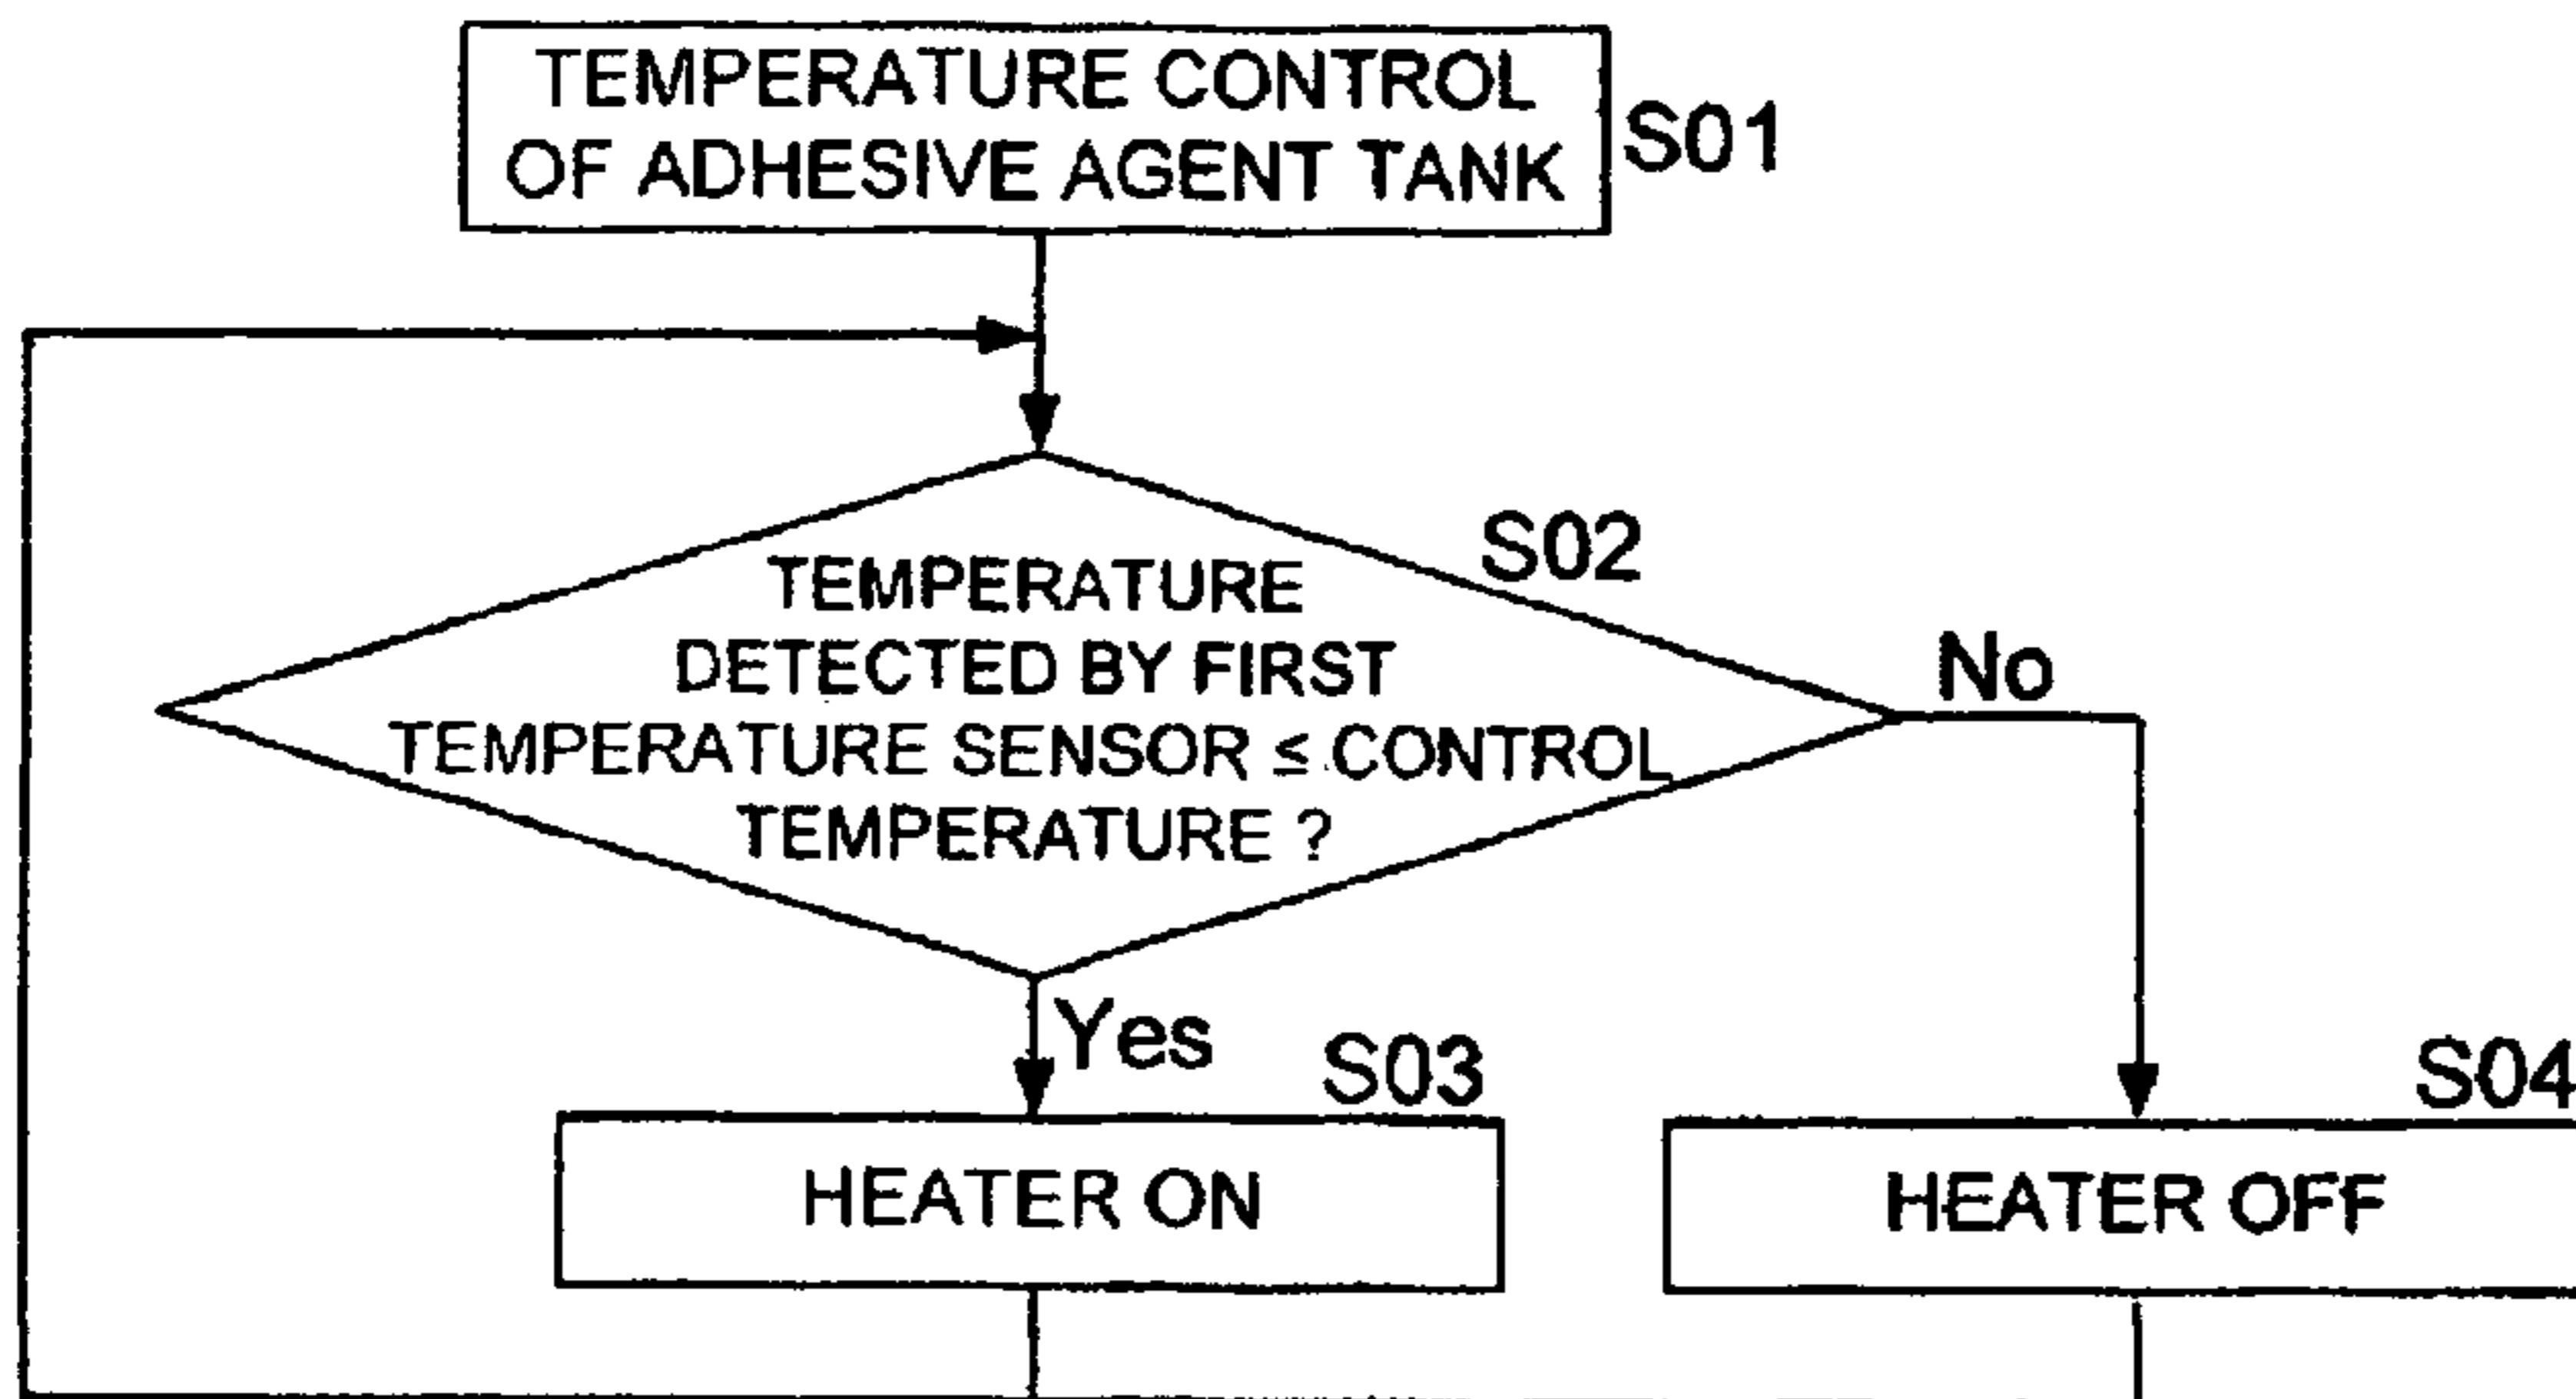 TEMPERATURE CONTROL
OF ADHESIVE AGENT TANK
S01
S02
TEMPERATURE
DETECTED BY FIRST
TEMPERATURE SENSOR ≤ CONTROL
TEMPERATURE ?
No
Yes
S03
S04
HEATER ON
HEATER OFF